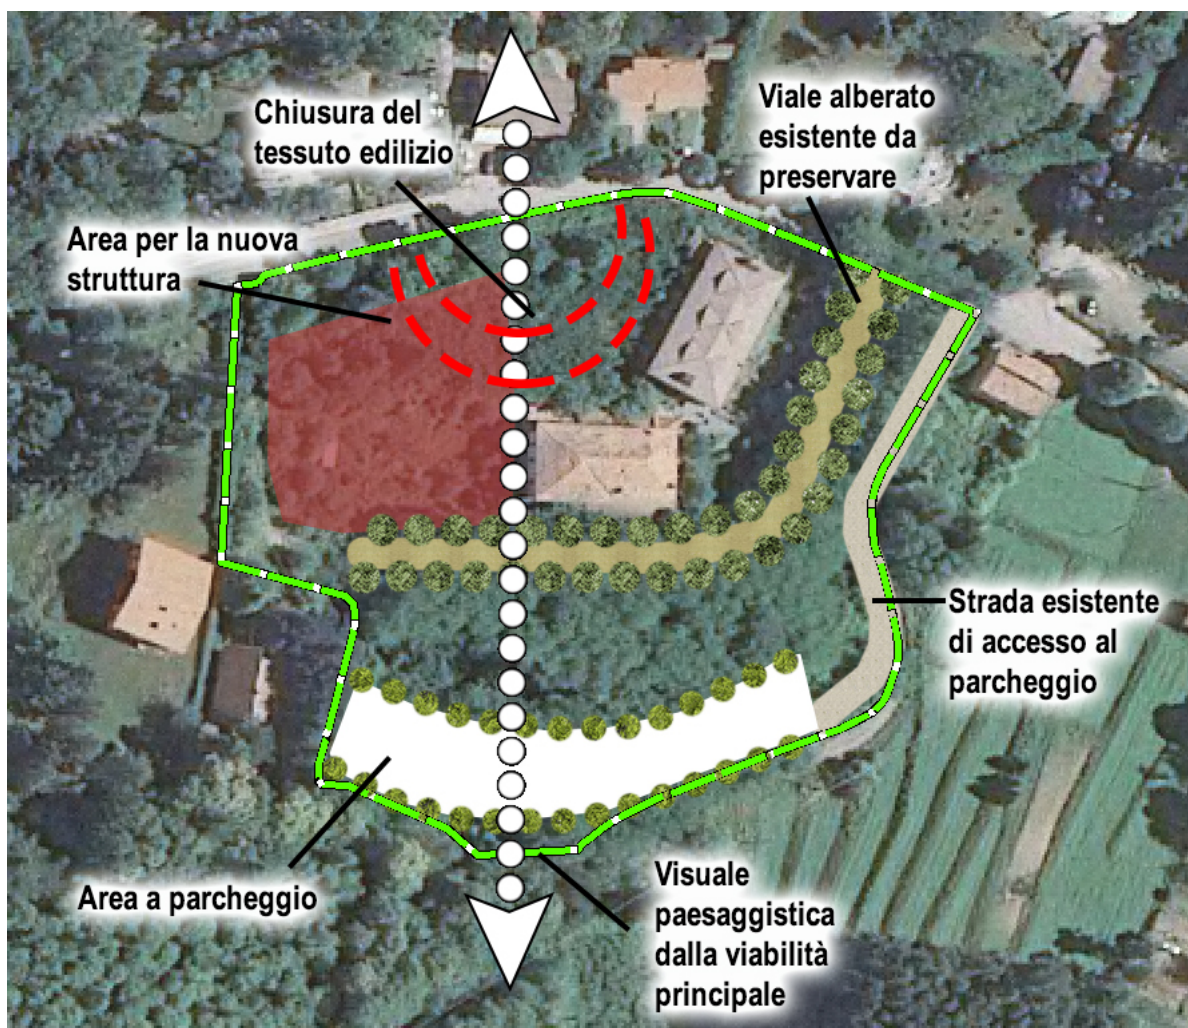 Chiusura del
tessuto edilizio
Viale alberato
esistente da
preservare
Area per la nuova
struttura
Strada esistente
di accesso al
parcheggio
Area a parcheggio
Visuale
paesaggistica
dalla viabilità
principale